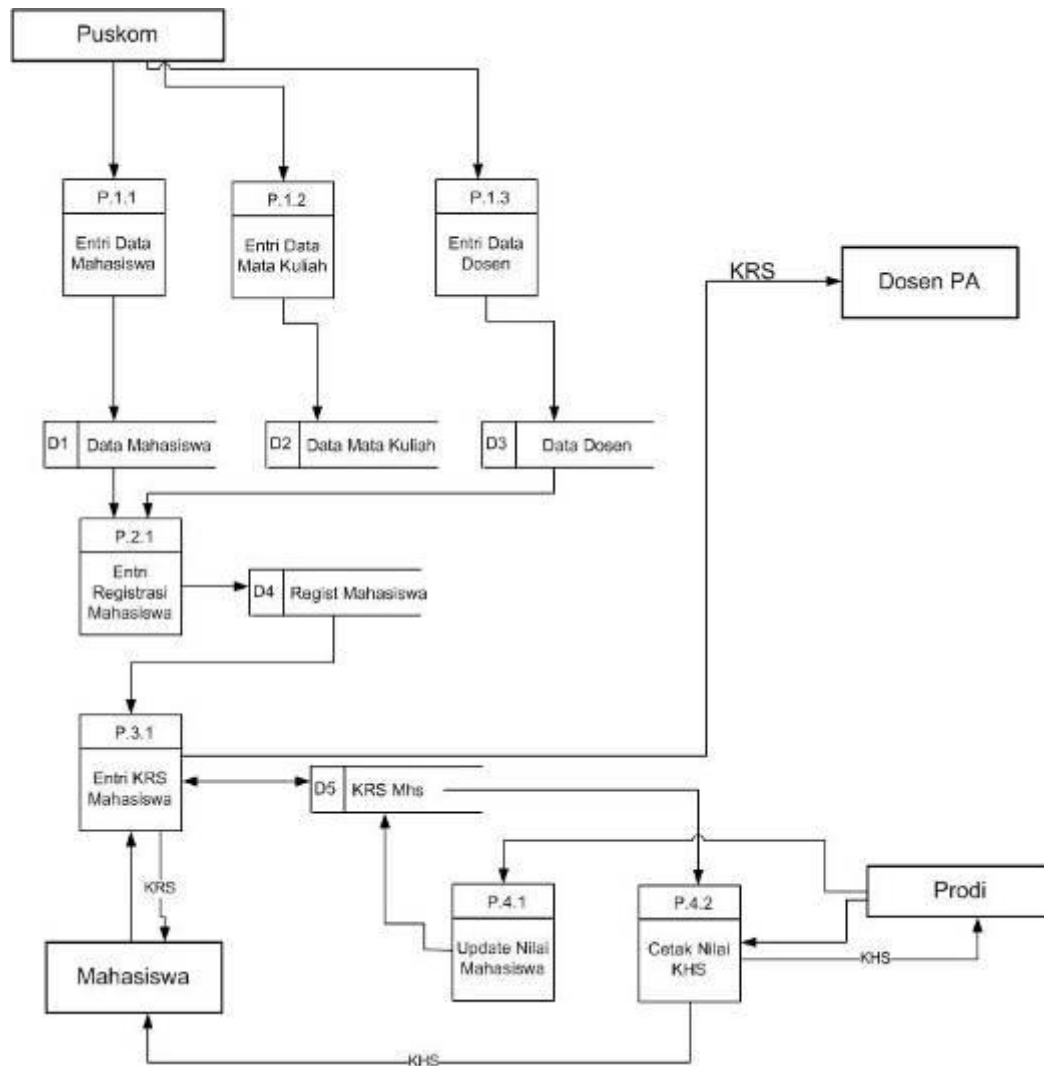 Puskom
P.1.1
Entri Data
Mahasiswa
P.1.2
Entri Data
Mata Kuliah
P.1.3
Entri Data
Dosen
KRS
Dosen PA
D1 Data Mahasiswa
D2 Data Mata Kuliah
D3 Data Dosen
P.2.1
Entri
Registrasi
Mahasiswa
D4 Regist Mahasiswa
P.3.1
Entri KRS
Mahasiswa
D5 KRS Mhs
KRS
P.4.1
Update Nilai
Mahasiswa
P.4.2
Cetak Nilai
KHS
Prodi
KHS
Mahasiswa
KHS